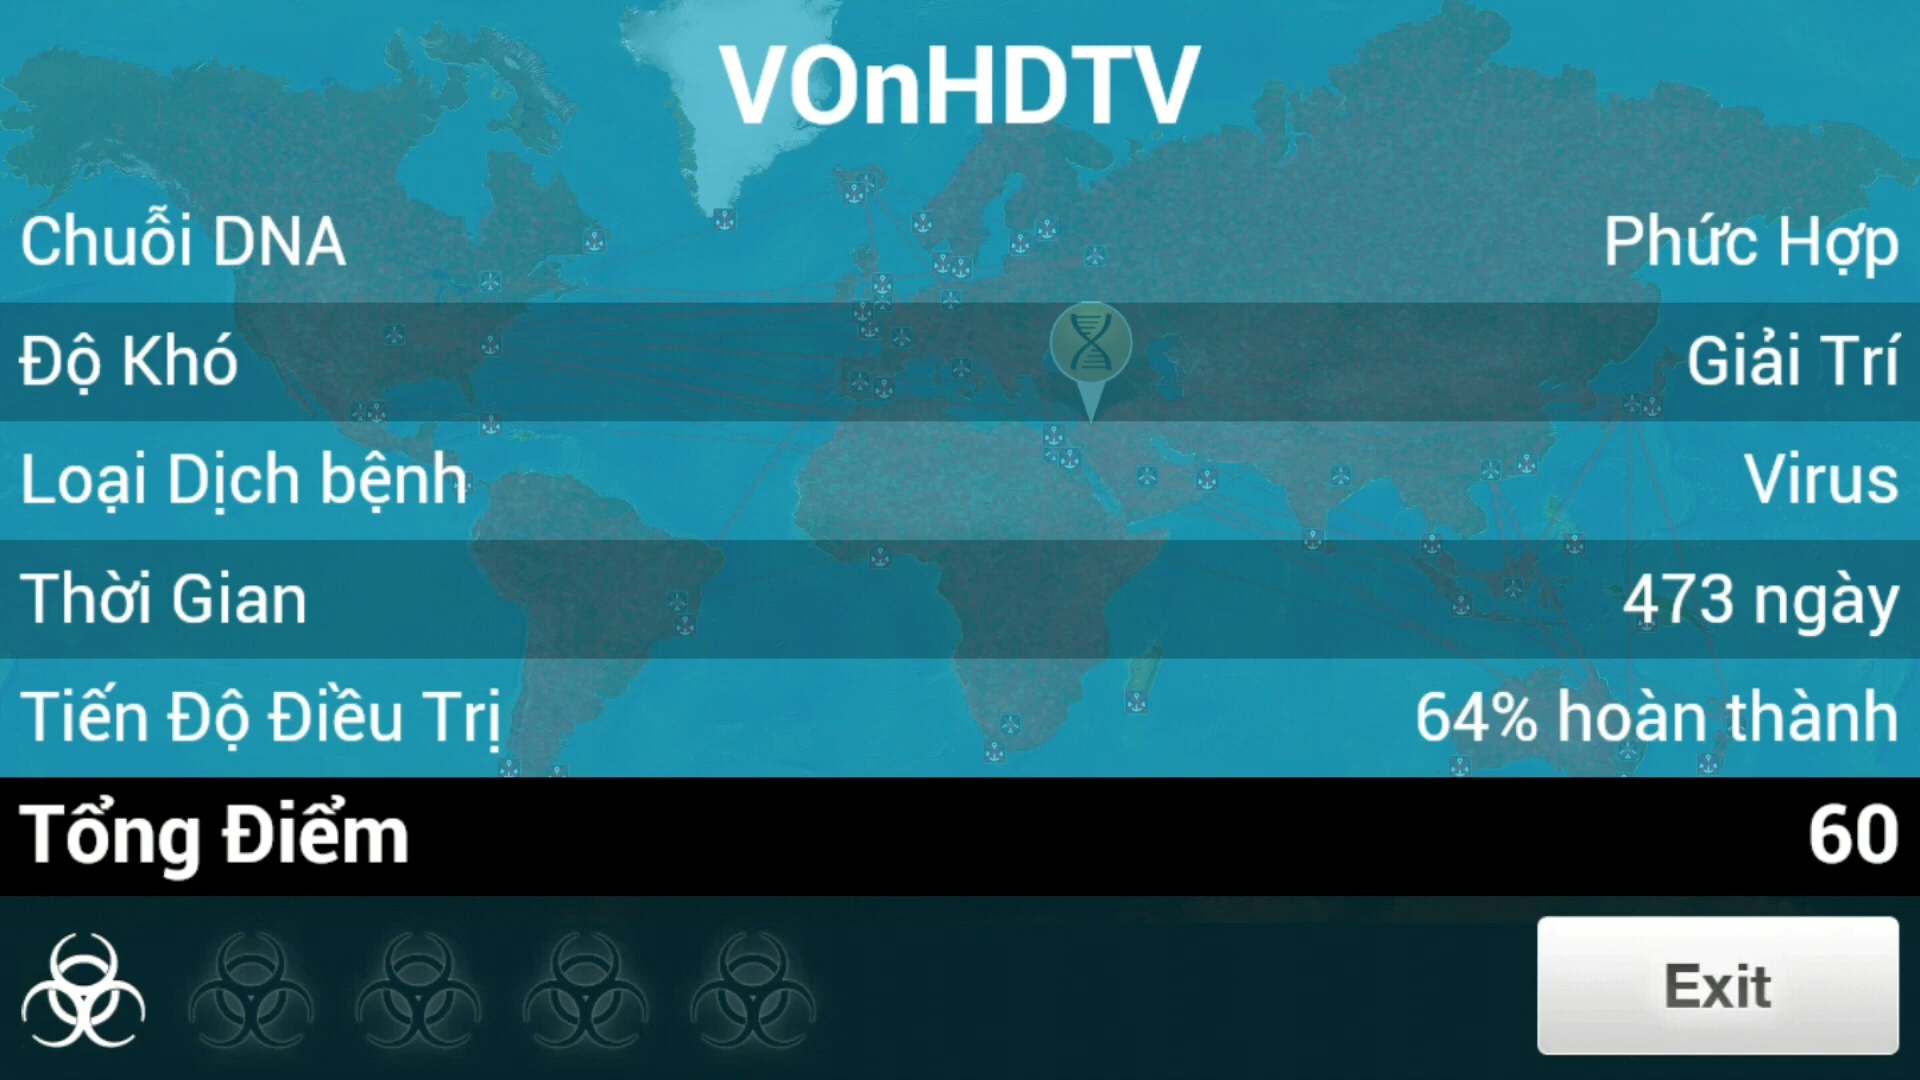 VOnHDTV
Chuỗi DNA Phức Hợp
Độ Khó Giải Trí
Loại Dịch bệnh Virus
Thời Gian 473 ngày
Tiến Độ Điều Trị 64% hoàn thành
Tổng Điểm 60
Exit